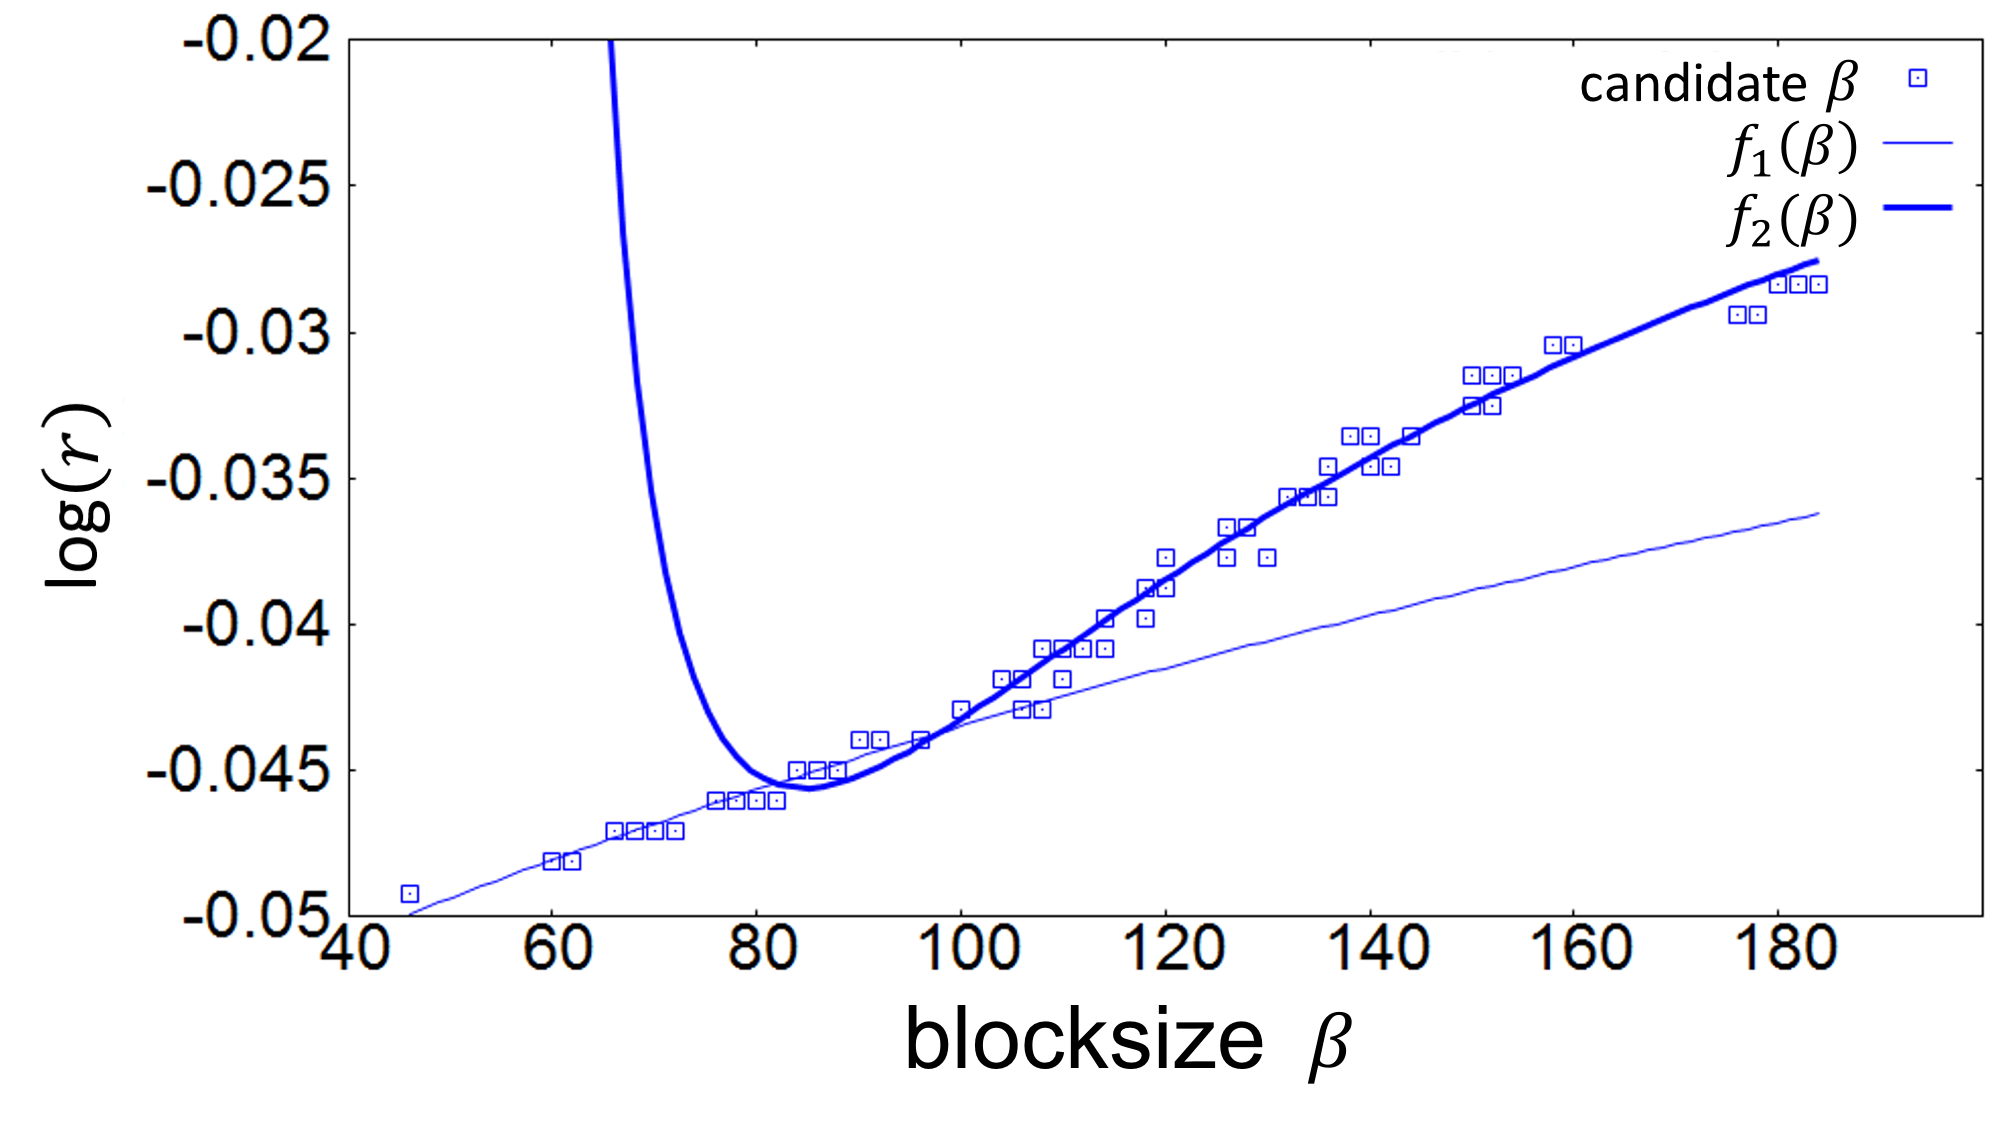 -0.02
-0.025
-0.03
-0.035
-0.04
-0.045
-0.05
log(r)
candidate β
f₁(β)
f₂(β)
40 60 80 100 120 140 160 180
blocksize β